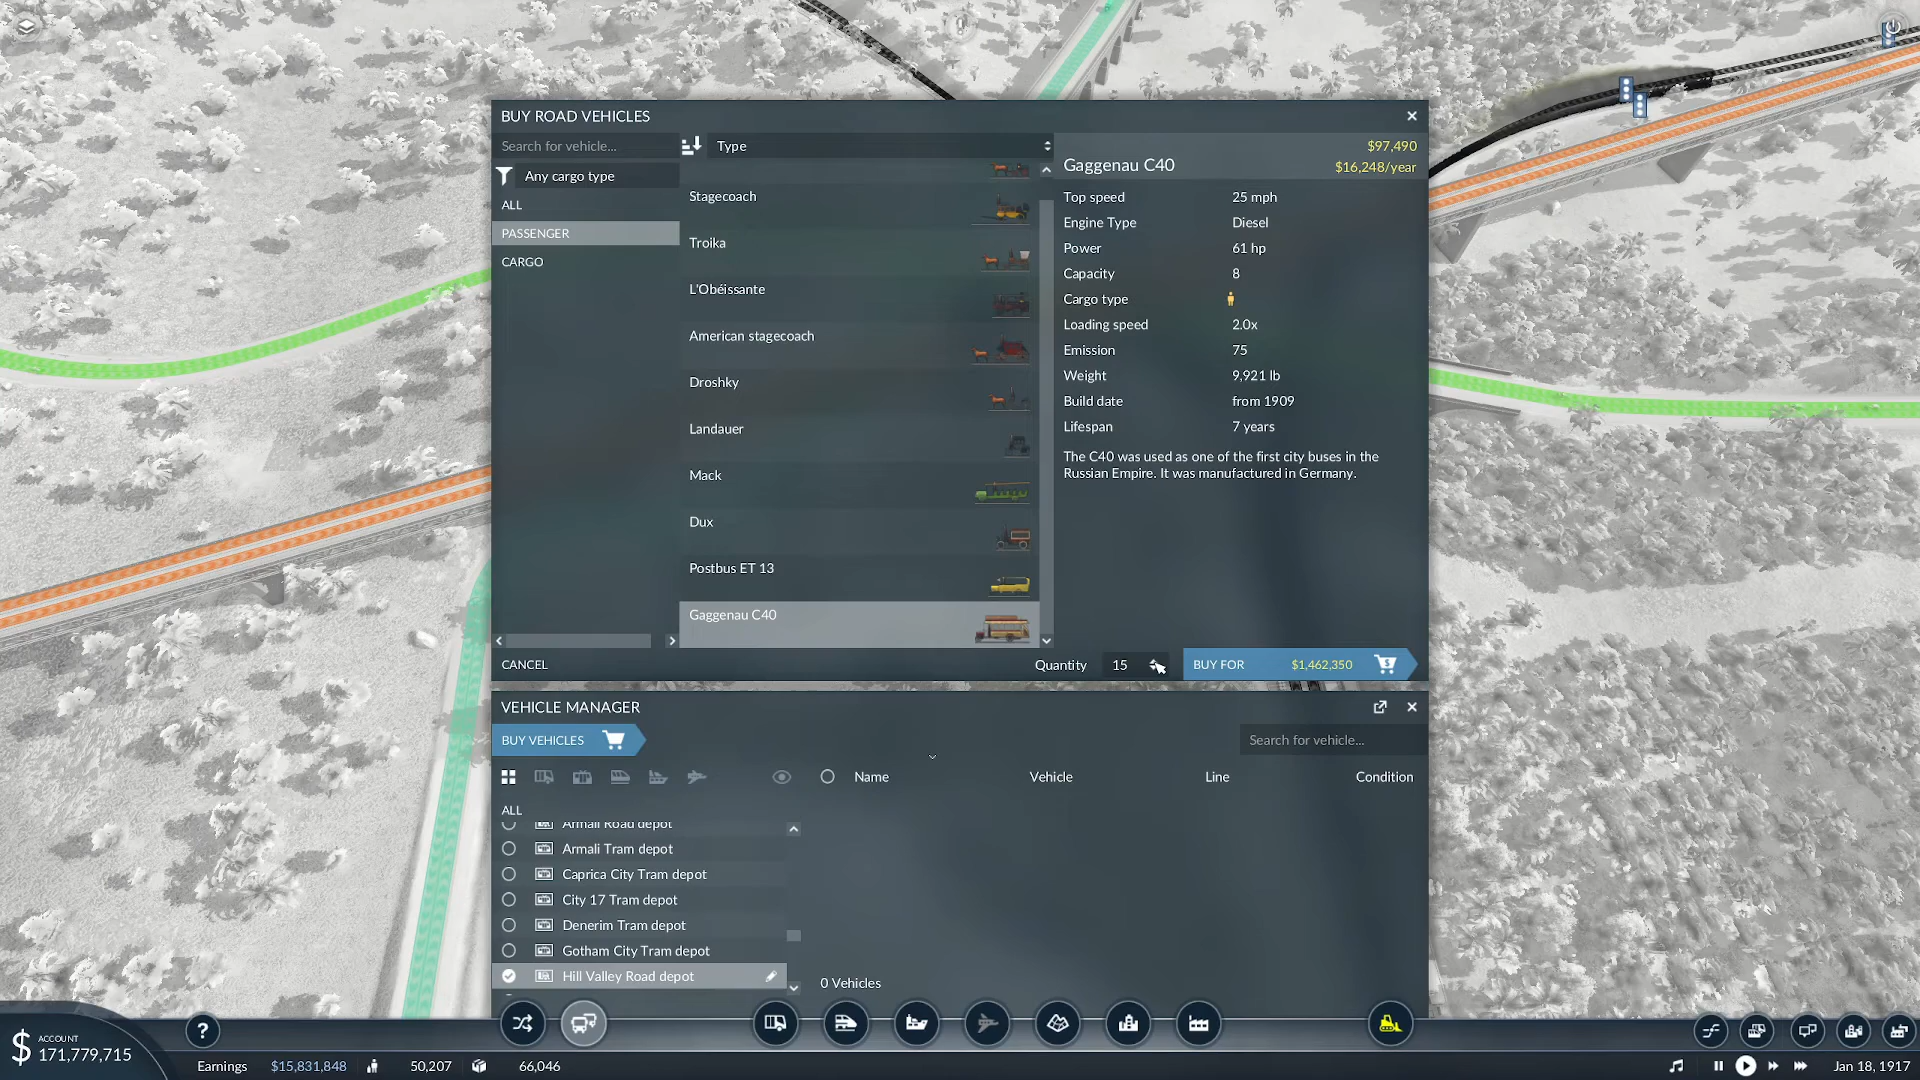 BUY ROAD VEHICLES
Search for vehicle...
Type
Any cargo type
ALL
PASSENGER
CARGO
Stagecoach
Troika
L'Obéissante
American stagecoach
Droshky
Landauer
Mack
Dux
Postbus ET 13
Gaggenau C40
Gaggenau C40
$97,490
$16,248/year
Top speed 25 mph
Engine Type Diesel
Power 61 hp
Capacity 8
Cargo type
Loading speed 2.0x
Emission 75
Weight 9,921 lb
Build date from 1909
Lifespan 7 years
The C40 was used as one of the first city buses in the
Russian Empire. It was manufactured in Germany.
CANCEL
Quantity 15
BUY FOR $1,462,350
VEHICLE MANAGER
BUY VEHICLES
Search for vehicle...
Name Vehicle Line Condition
ALL
Armali Road depot
Armali Tram depot
Caprica City Tram depot
City 17 Tram depot
Denerim Tram depot
Gotham City Tram depot
Hill Valley Road depot
0 Vehicles
$ ACCOUNT
171,779,715
?
Earnings $15,831,848 50,207 66,046
Jan 18, 1917